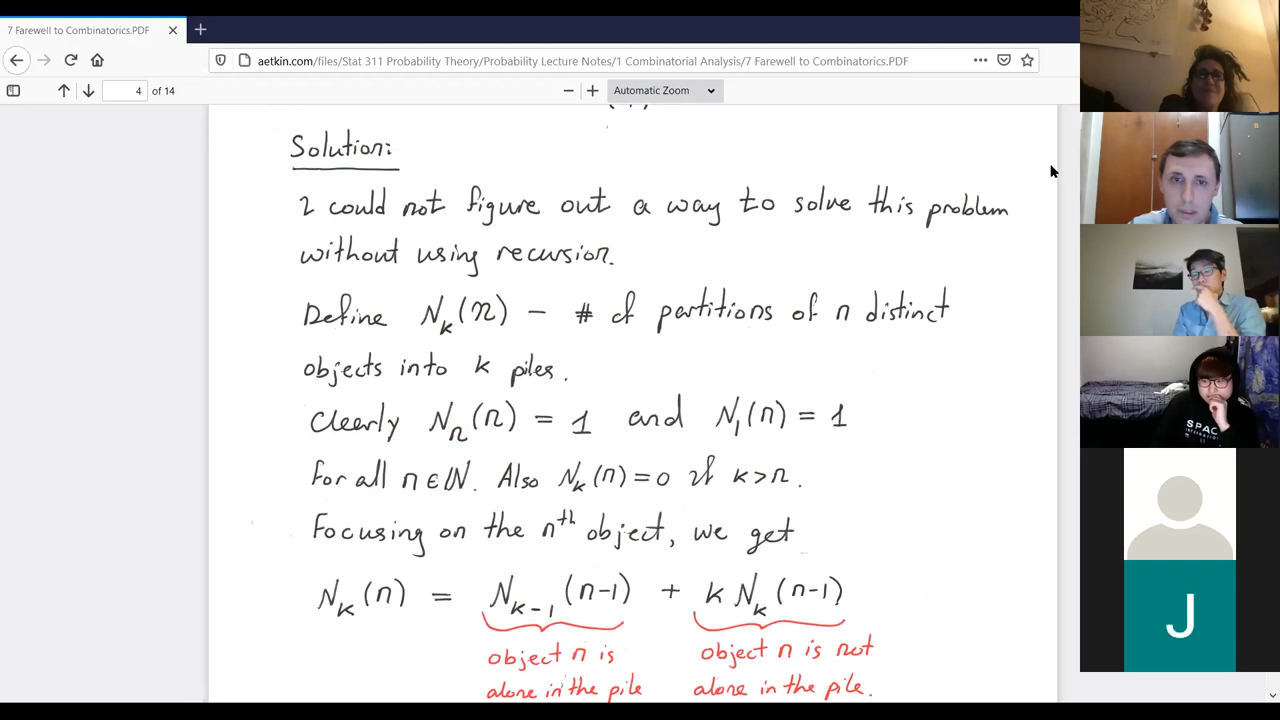 7 Farewell to Combinatorics.PDF
aetkin.com/files/Stat 311 Probability Theory/Probability Lecture Notes/1 Combinatorial Analysis/7 Farewell to Combinatorics.PDF
4 of 14
Automatic Zoom
Solution:
I could not figure out a way to solve this problem
without using recursion.
Define N_k(n) - # of partitions of n distinct
objects into k piles.
Clearly N_n(n) = 1 and N_1(n) = 1
for all n ∈ ℕ. Also N_k(n) = 0 if k > n.
Focusing on the nth object, we get
N_k(n) = N_{k-1}(n-1) + k N_k(n-1)
object n is object n is not
alone in the pile alone in the pile.
SPACE
J